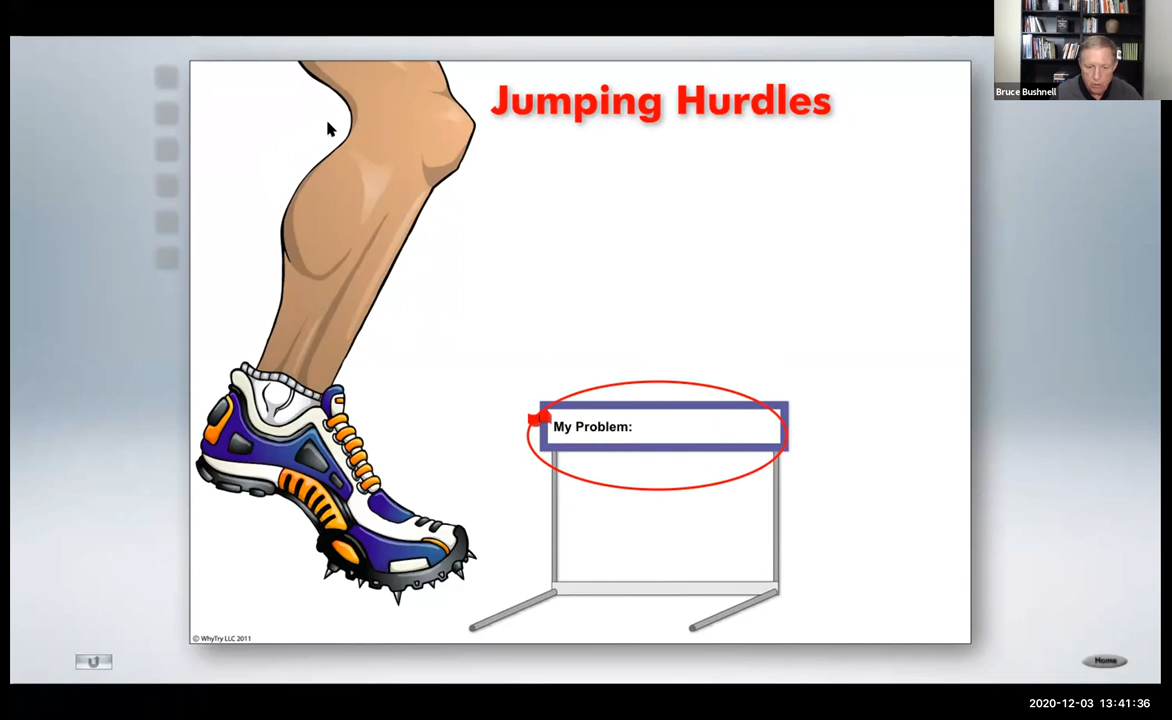 Bruce Bushnell
Jumping Hurdles
My Problem:
© WhyTry LLC 2011
Home
2020-12-03 13:41:36